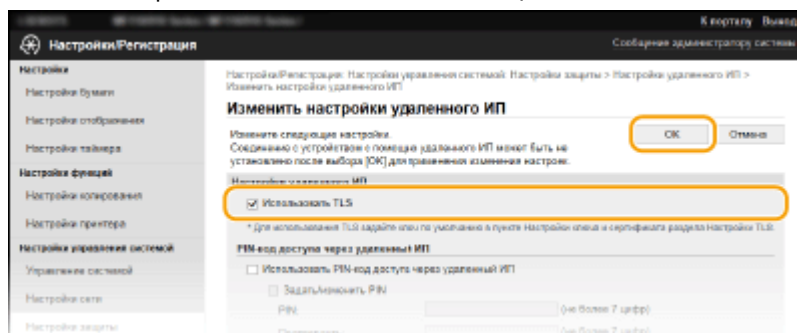 К порталу Выход
Настройки/Регистрация
Сообщение администратору системы
Настройки
Настройки бумаги
Настройки отображения
Настройки таймера
Настройки функций
Настройки копирования
Настройки принтера
Настройки управления системой
Управление системой
Настройки сети
Настройки защиты
Настройки/Регистрация: Настройки управления системой: Настройки защиты > Настройки удаленного ИП >
Изменить настройки удаленного ИП
Изменить настройки удаленного ИП
Измените следующие настройки.
Соединение с устройством с помощью удаленного ИП может быть не
установлено после выбора [OK] для применения изменения настроек.
OK Отмена
Настройки удаленного ИП
Использовать TLS
* Для использования TLS задайте ключ по умолчанию в пункте Настройки ключа и сертификата раздела Настройки TLS.
PIN-код доступа через удаленный ИП
Использовать PIN-код доступа через удаленный ИП
Задать/изменить PIN
PIN: (не более 7 цифр)
(не более 7 цифр)